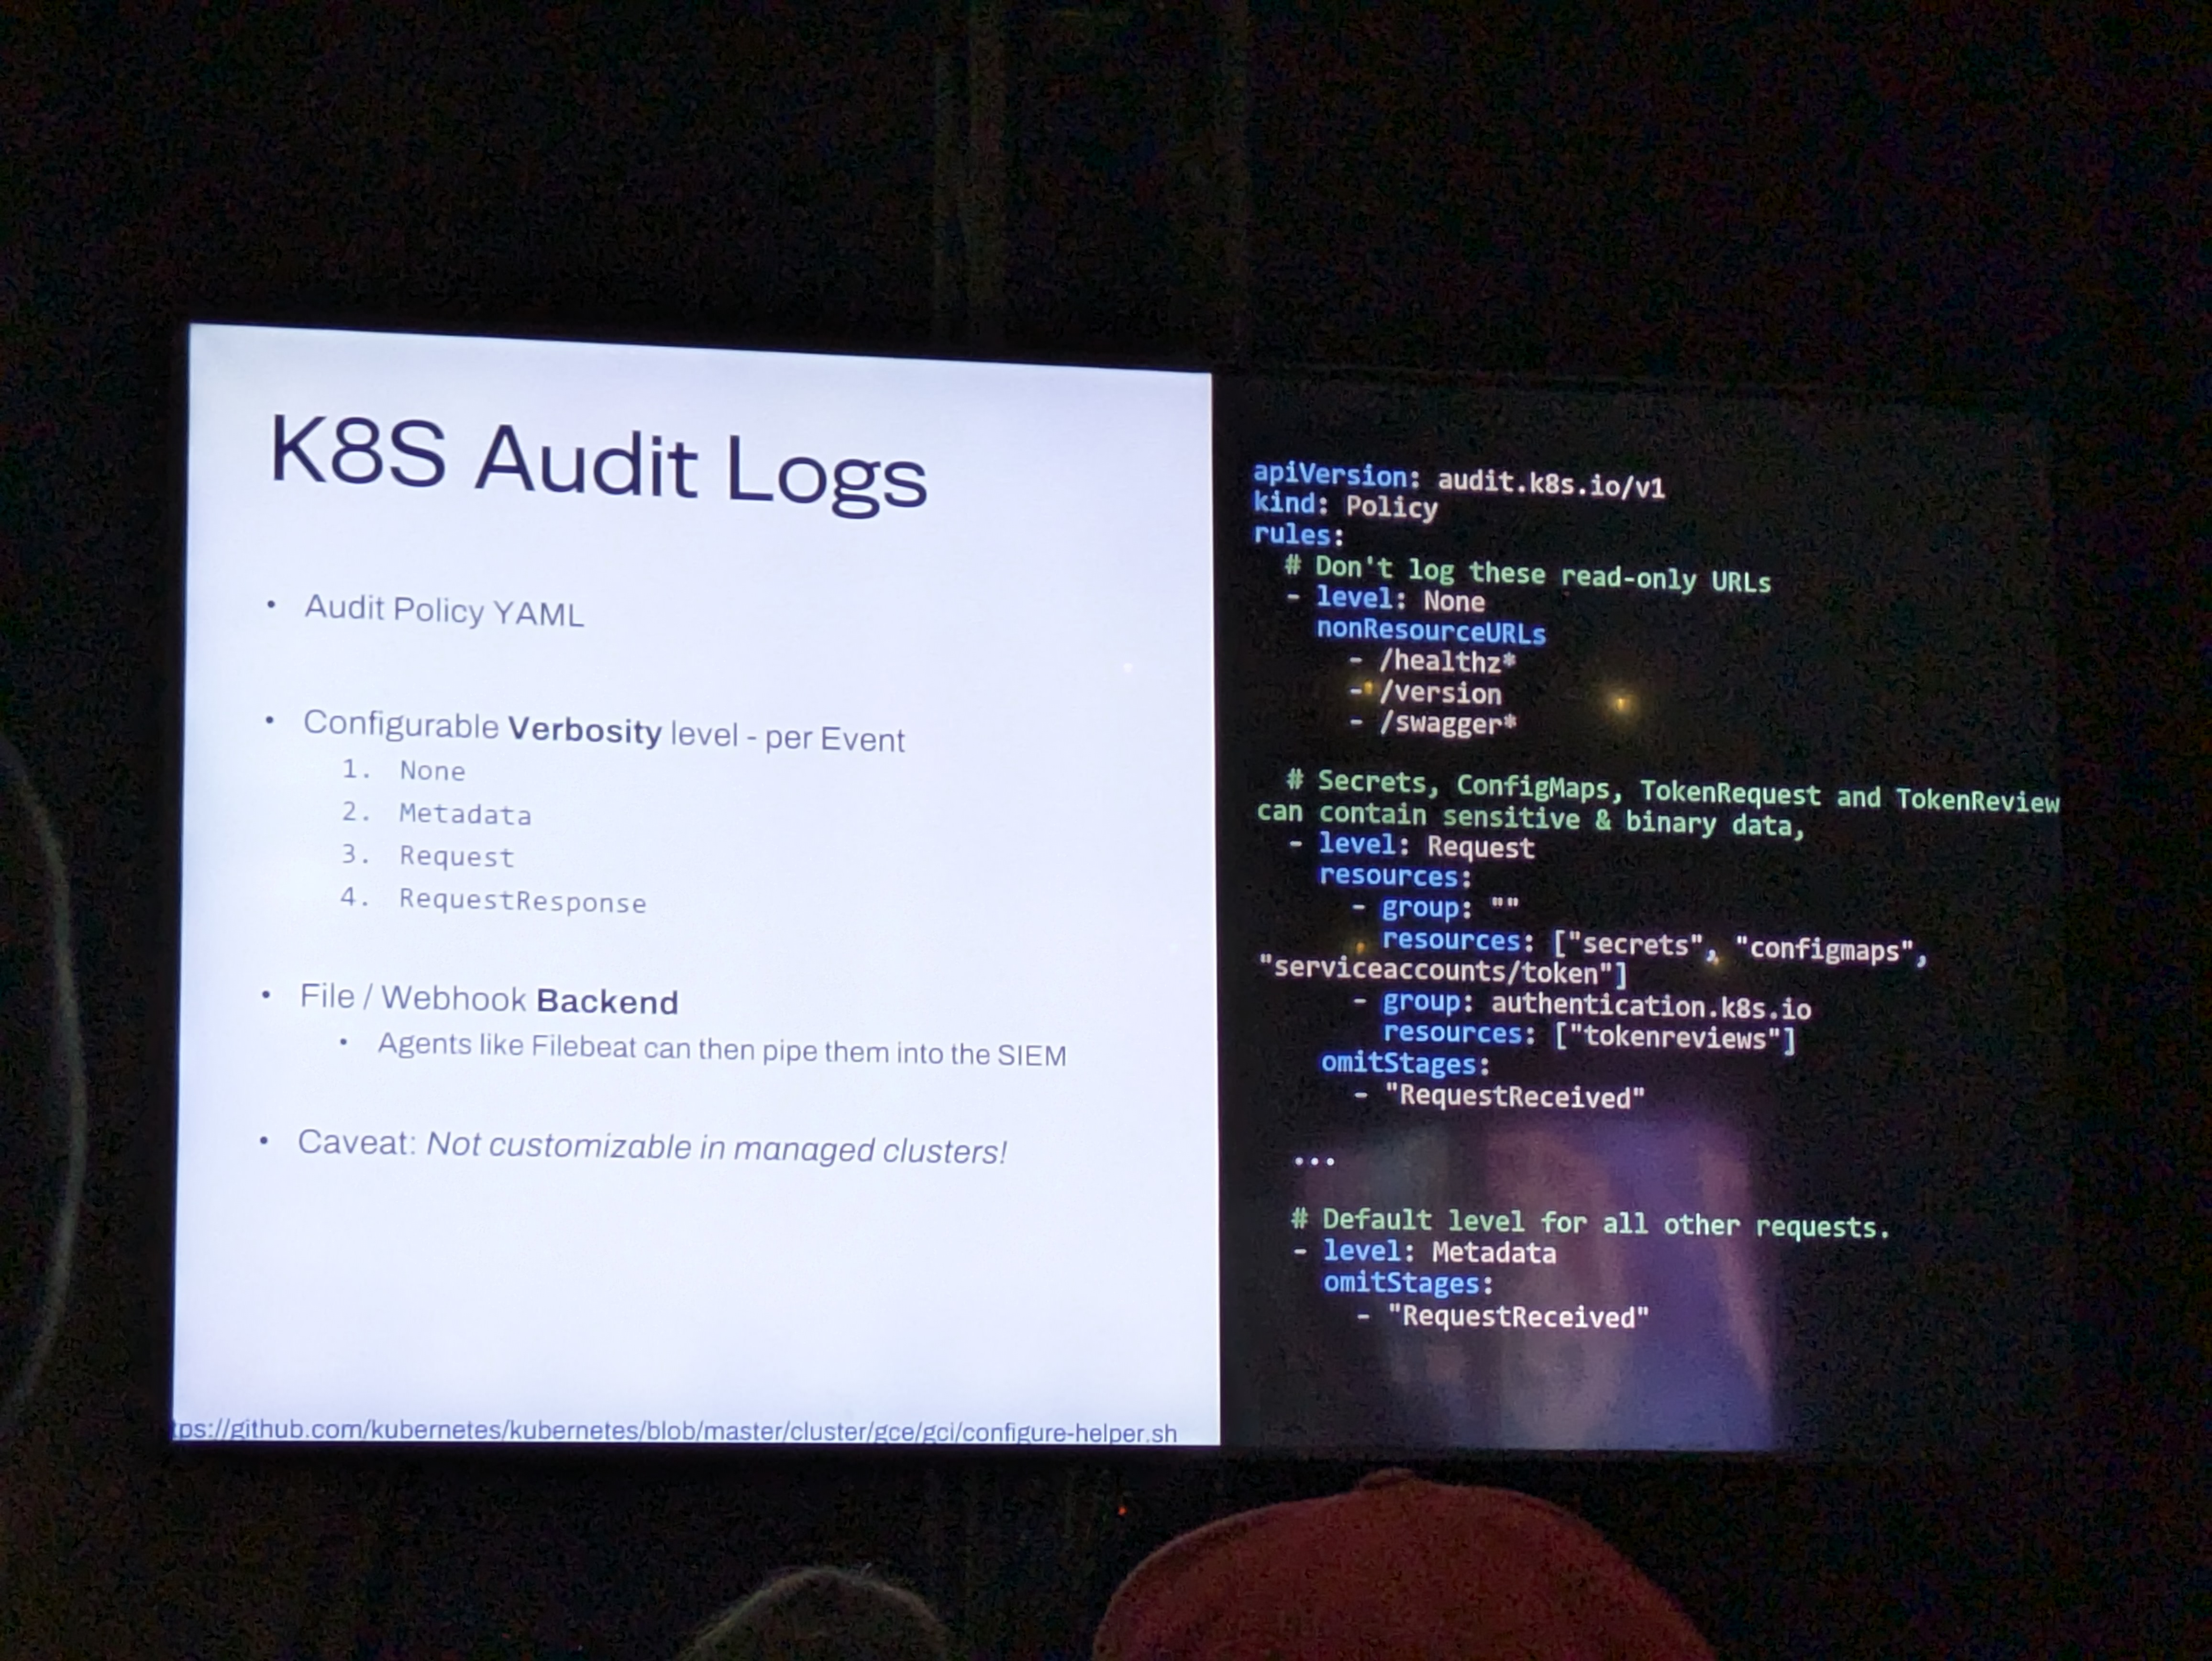 K8S Audit Logs
• Audit Policy YAML
• Configurable Verbosity level - per Event
1. None
2. Metadata
3. Request
4. RequestResponse
• File / Webhook Backend
• Agents like Filebeat can then pipe them into the SIEM
• Caveat: Not customizable in managed clusters!
tps://github.com/kubernetes/kubernetes/blob/master/cluster/gce/gci/configure-helper.sh
apiVersion: audit.k8s.io/v1
kind: Policy
rules:
# Don't log these read-only URLs
- level: None
nonResourceURLs
- /healthz*
- /version
- /swagger*
# Secrets, ConfigMaps, TokenRequest and TokenReview
can contain sensitive & binary data,
- level: Request
resources:
- group: ""
resources: ["secrets", "configmaps",
"serviceaccounts/token"]
- group: authentication.k8s.io
resources: ["tokenreviews"]
omitStages:
- "RequestReceived"
...
# Default level for all other requests.
- level: Metadata
omitStages:
- "RequestReceived"